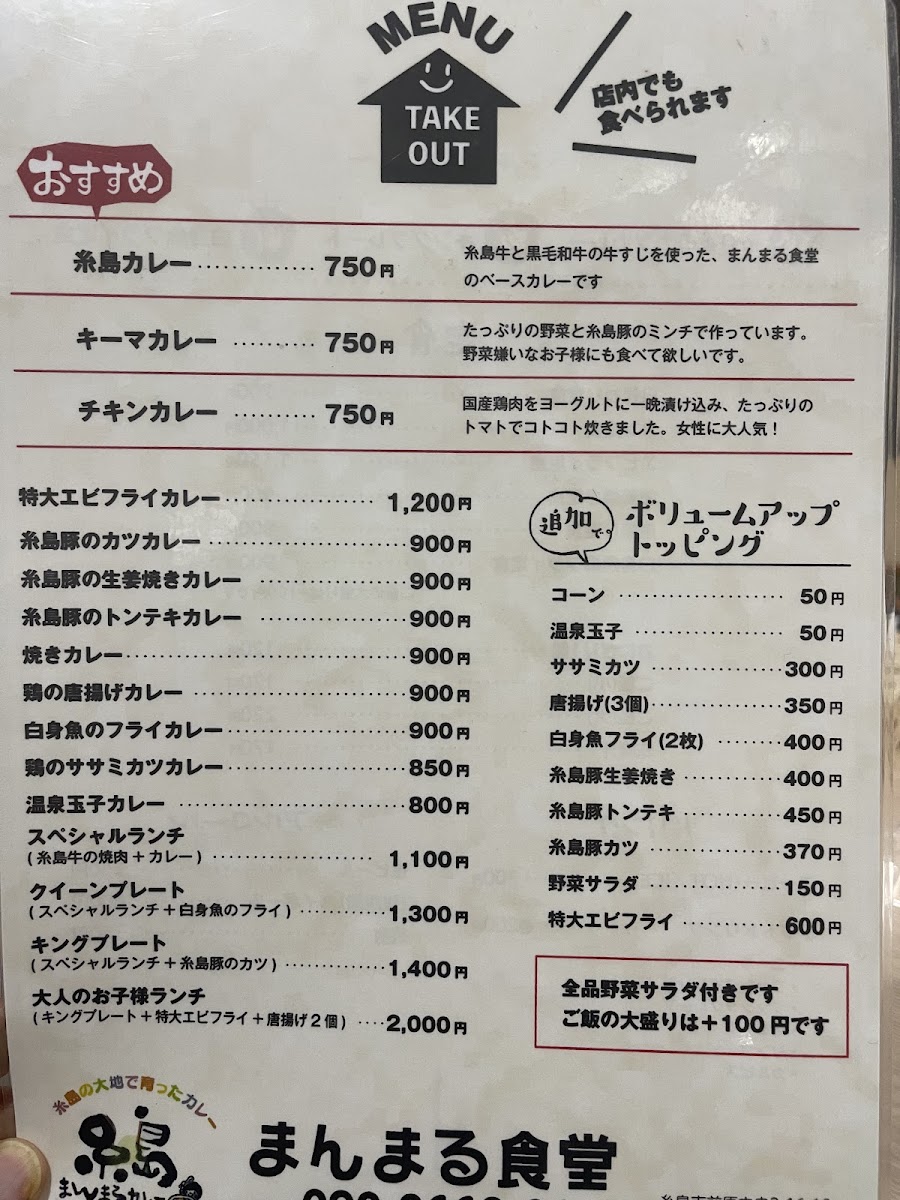 MENU
TAKE
OUT
店内でも
食べられます
おすすめ
糸島カレー 750円
糸島牛と黒毛和牛の牛すじを使った、まんまる食堂
のベースカレーです
キーマカレー 750円
たっぷりの野菜と糸島豚のミンチで作っています。
野菜嫌いなお子様にも食べて欲しいです。
チキンカレー 750円
国産鶏肉をヨーグルトに一晩漬け込み、たっぷりの
トマトでコトコト炊きました。女性に大人気！
特大エビフライカレー 1,200円
糸島豚のカツカレー 900円
糸島豚の生姜焼きカレー 900円
糸島豚のトンテキカレー 900円
焼きカレー 900円
鶏の唐揚げカレー 900円
白身魚のフライカレー 900円
鶏のササミカツカレー 850円
温泉玉子カレー 800円
スペシャルランチ
(糸島牛の焼肉＋カレー) 1,100円
クイーンプレート
(スペシャルランチ＋白身魚のフライ) 1,300円
キングプレート
(スペシャルランチ＋糸島豚のカツ) 1,400円
大人のお子様ランチ
(キングプレート＋特大エビフライ＋唐揚げ２個) 2,000円
追加で。
ボリュームアップ
トッピング
コーン 50円
温泉玉子 50円
ササミカツ 300円
唐揚げ(3個) 350円
白身魚フライ(2枚) 400円
糸島豚生姜焼き 400円
糸島豚トンテキ 450円
糸島豚カツ 370円
野菜サラダ 150円
特大エビフライ 600円
全品野菜サラダ付きです
ご飯の大盛りは＋100円です
糸島の大地で育ったカレー
糸島
まんまるカレー
まんまる食堂